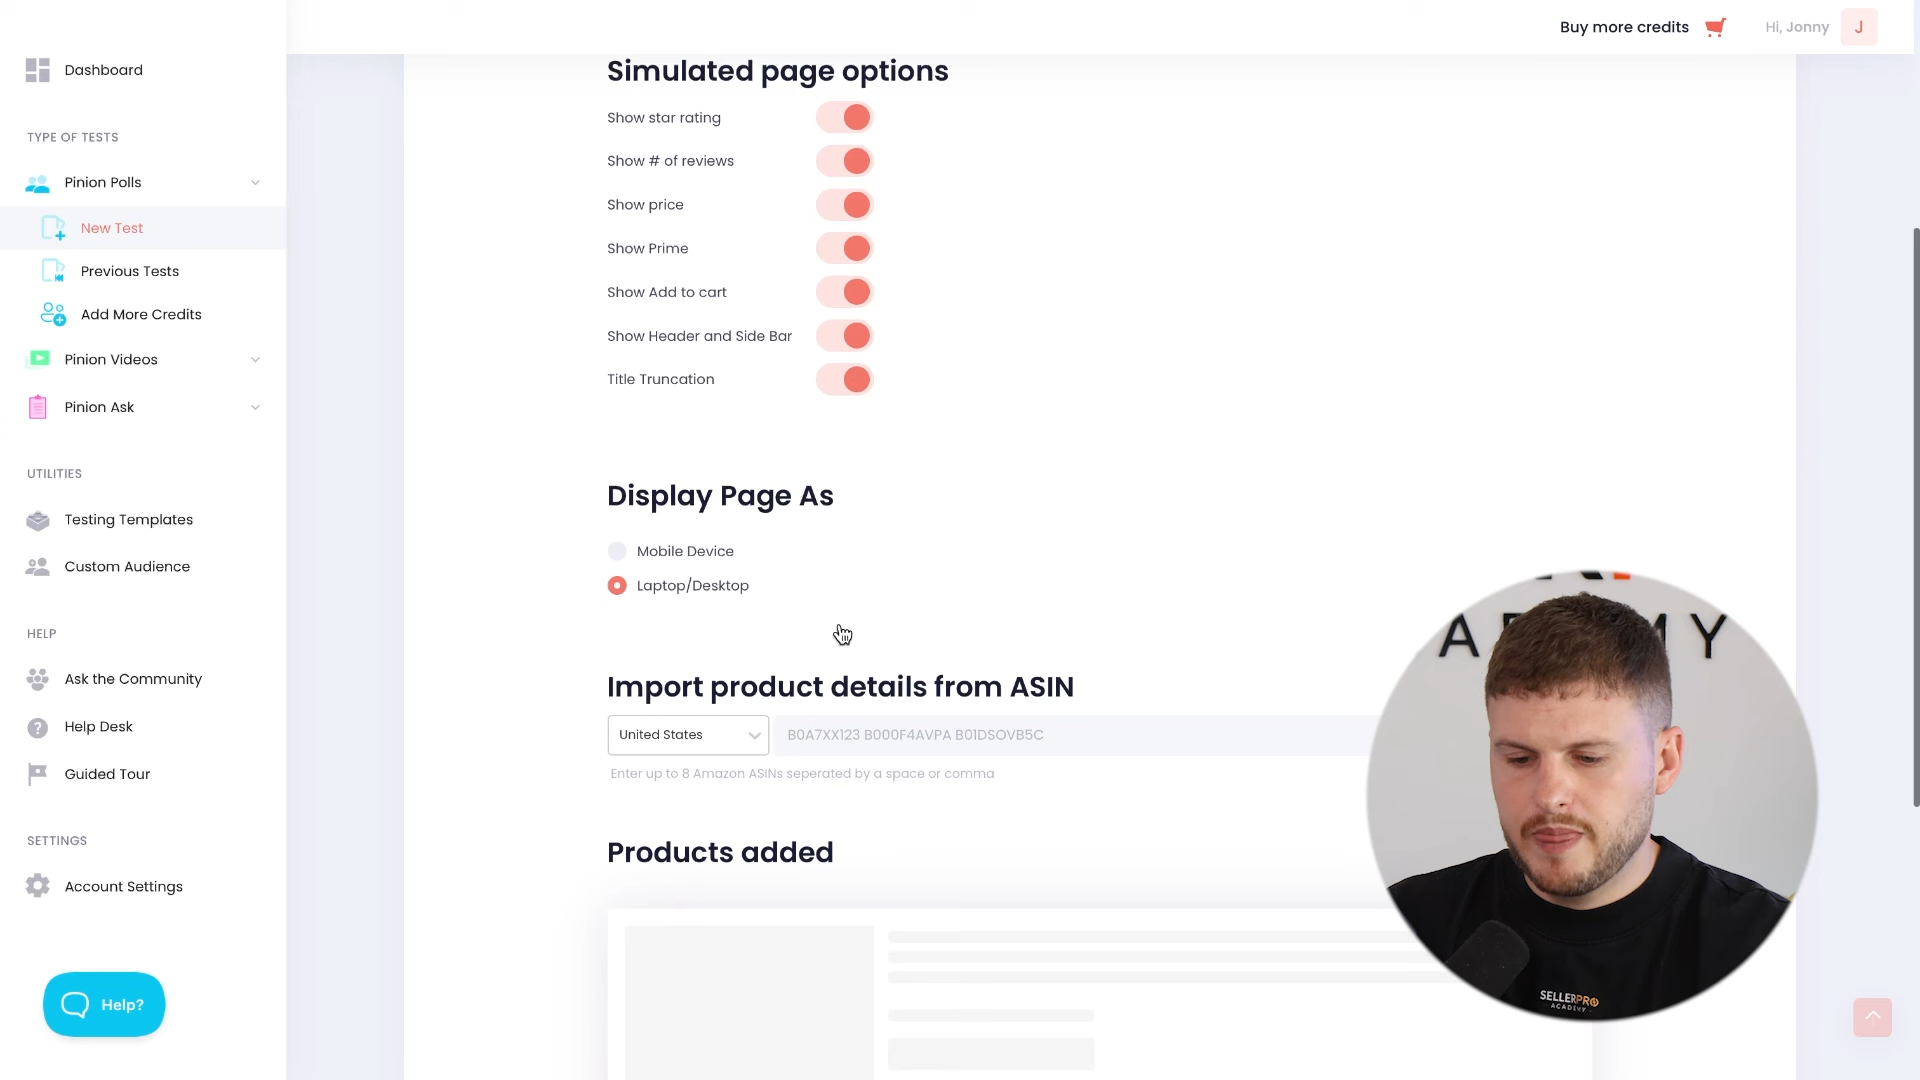 Buy more credits
Hi, Jonny
J
Dashboard
TYPE OF TESTS
Pinion Polls
New Test
Previous Tests
Add More Credits
Pinion Videos
Pinion Ask
UTILITIES
Testing Templates
Custom Audience
HELP
Ask the Community
Help Desk
Guided Tour
SETTINGS
Account Settings
Help?
Simulated page options
Show star rating
Show # of reviews
Show price
Show Prime
Show Add to cart
Show Header and Side Bar
Title Truncation
Display Page As
Mobile Device
Laptop/Desktop
Import product details from ASIN
United States
B0A7XX123 B000F4AVPA B01DSOVB5C
Enter up to 8 Amazon ASINs seperated by a space or comma
Products added
SELLERPRO
ACADEMY